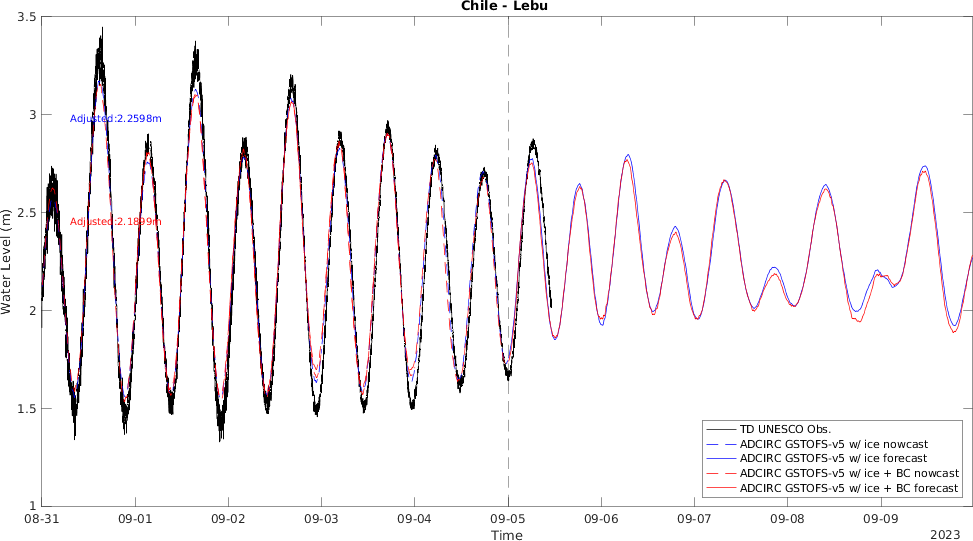 Chile - Lebu
3.5
3
2.5
2
1.5
1
Water Level (m)
Adjusted:2.2598m
Adjusted:2.1899m
TD UNESCO Obs.
ADCIRC GSTOFS-v5 w/ ice nowcast
ADCIRC GSTOFS-v5 w/ ice forecast
ADCIRC GSTOFS-v5 w/ ice + BC nowcast
ADCIRC GSTOFS-v5 w/ ice + BC forecast
08-31 09-01 09-02 09-03 09-04 09-05 09-06 09-07 09-08 09-09
Time
2023